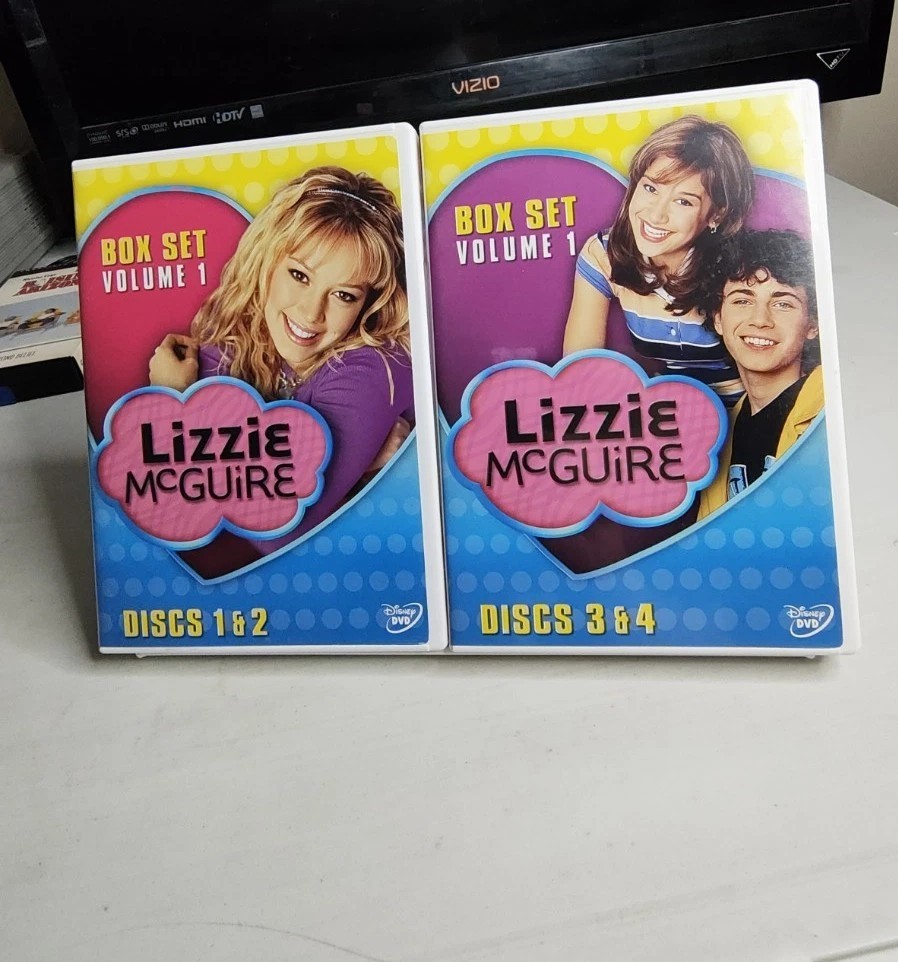 VIZIO
HDMI HDTV
BOX SET
VOLUME 1
Lizzie
McGUiRE
DISCS 1 & 2
Disney
DVD
BOX SET
VOLUME 1
Lizzie
McGUiRE
DISCS 3 & 4
Disney
DVD